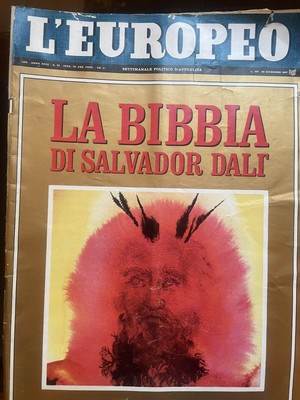 L'EUROPEO
SETTIMANALE POLITICO D'ATTUALITÀ
LA BIBBIA
DI SALVADOR DALI'